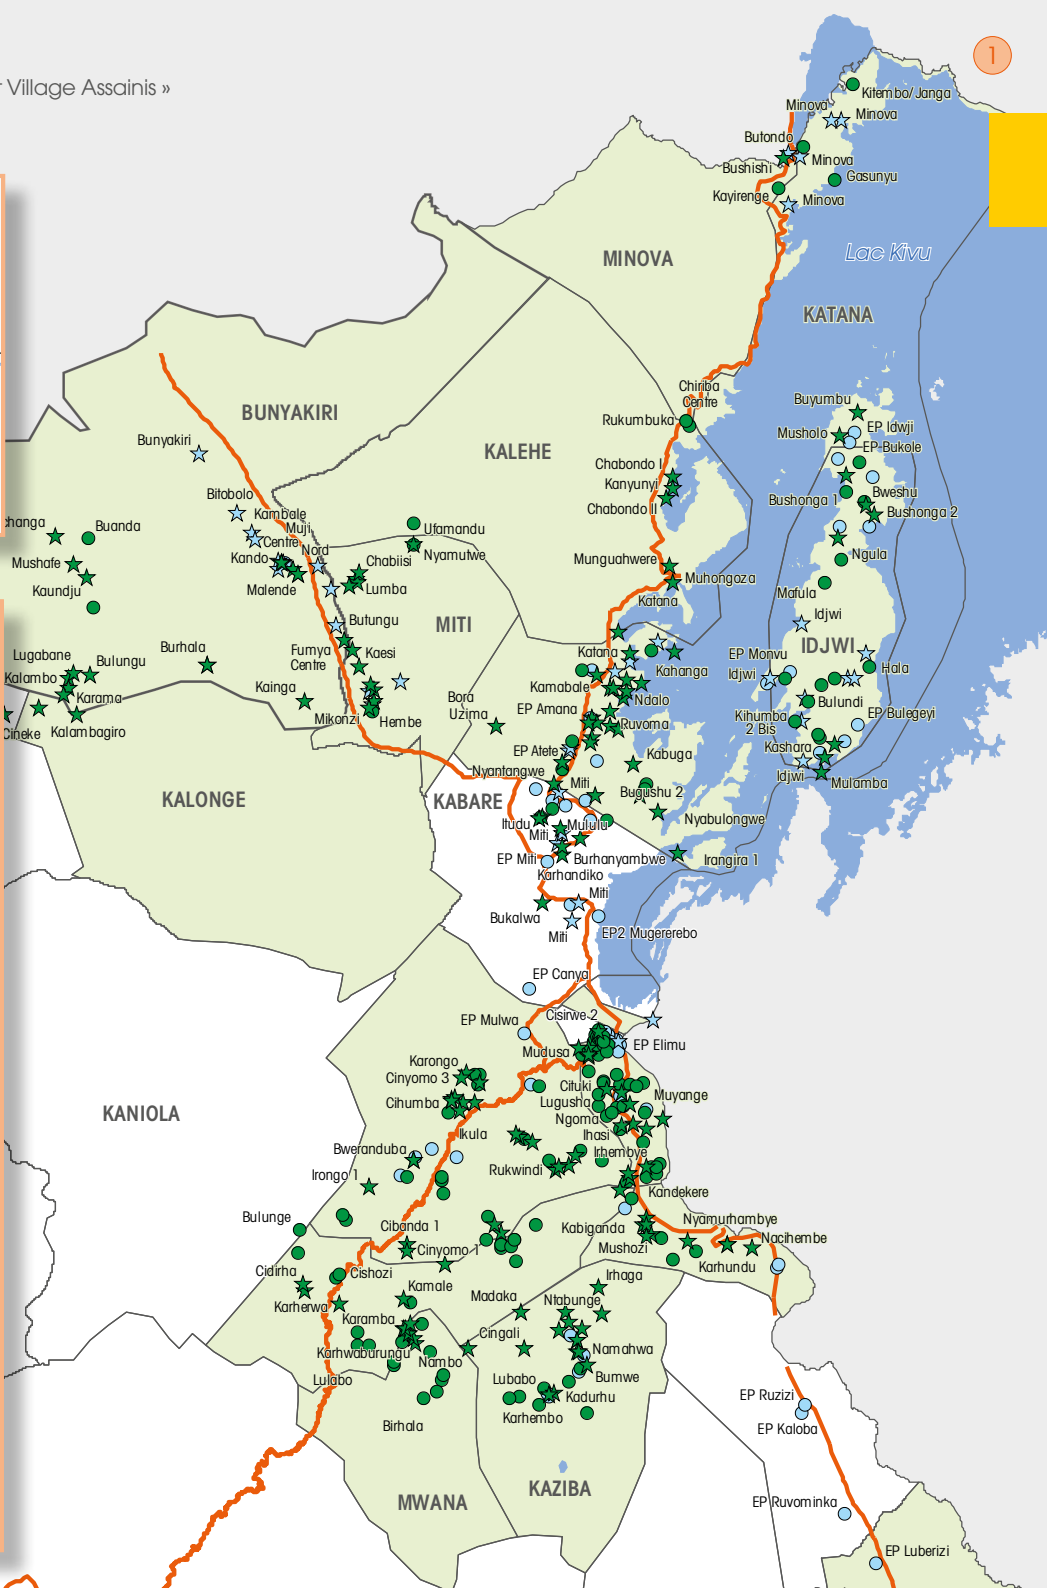 1
Village Assainis »
Kitembo/Janga
Minova
Minova
Butondo
Minova
Bushishi
Gasunyu
Kayirenge
Minova
MINOVA
Lac Kivu
KATANA
Chiriba
Centre
Buyumbu
BUNYAKIRI
Rukumbuka
EP Idwji
Musholo
Bunyakiri
KALEHE
EP Bukole
Chabondo I
Kanyunyi
Bitobolo
Bweshu
Bushonga 1
Chabondo II
Kambale
Bushonga 2
changa
Buanda
Muji
Ufamandu
Centre
Nord
Nyamutwe
Ngula
Kando
Chabiisi
Munguahwere
Mushafe
Muhongoza
Malende
Lumba
Mafula
Kaundju
Katana
Idjwi
Butungu
MITI
IDJWI
Lugabane
Burhala
Fumya
Centre
Kaesi
Katana
EP Monvu
Bulungu
Kahanga
Hala
Kalambo
Idjwi
Kainga
Kamabale
Karama
Bora
Uzima
Ndalo
Bulundi
EP Amana
Kihumba
2 Bis
EP Bulegeyi
Mikonzi
Hembe
Ruvoma
Cineke
Kalambagiro
EP Atete
Kabuga
Kashara
Nyantangwe
Idjwi
Mulamba
Miti
Bugushu 2
KALONGE
KABARE
Itudu
Mululu
Nyabulongwe
Miti
EP Miti
Burhanyambwe
Irangira 1
Karhandiko
Miti
Bukalwa
Miti
EP2 Mugererebo
EP Canya
Cisirwe 2
EP Mulwa
EP Elimu
Mudusa
Karongo
Cinyomo 3
Cituki
Muyange
Cihumba
Lugusha
KANIOLA
Ngoma
Ikula
Ihasi
Bweranduba
Irhembye
Irongo 1
Rukwindi
Kandekere
Bulunge
Cibanda 1
Nyamurhambye
Kabiganda
Nacihembe
Cinyomo 1
Mushozi
Karhundu
Cidirha
Cishozi
Irhaga
Kamale
Karherwa
Madaka
Ntabunge
Karamba
Cingali
Namahwa
Karhwaburungu
Nambo
Lulabo
Lubabo
Bumwe
Kadurhu
EP Ruzizi
Karhembo
Birhala
EP Kaloba
KAZIBA
MWANA
EP Ruvominka
EP Luberizi